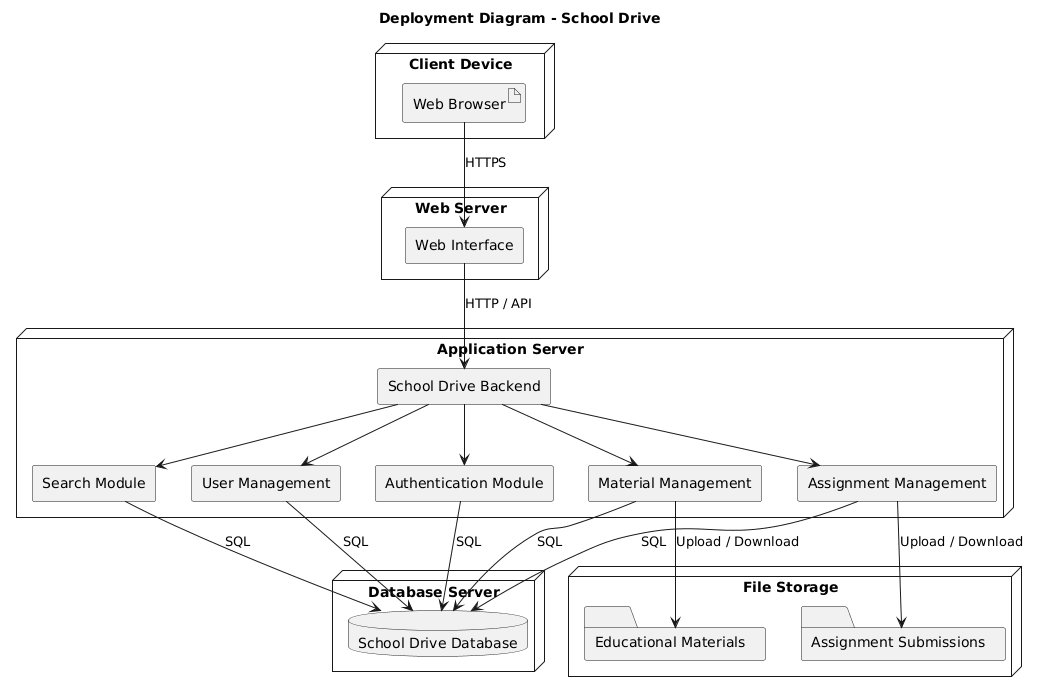 Deployment Diagram - School Drive
Client Device
Web Browser
HTTPS
Web Server
Web Interface
HTTP / API
Application Server
School Drive Backend
Search Module
User Management
Authentication Module
Material Management
Assignment Management
SQL
SQL
SQL
SQL
SQL
Upload / Download
Upload / Download
Database Server
School Drive Database
File Storage
Educational Materials
Assignment Submissions